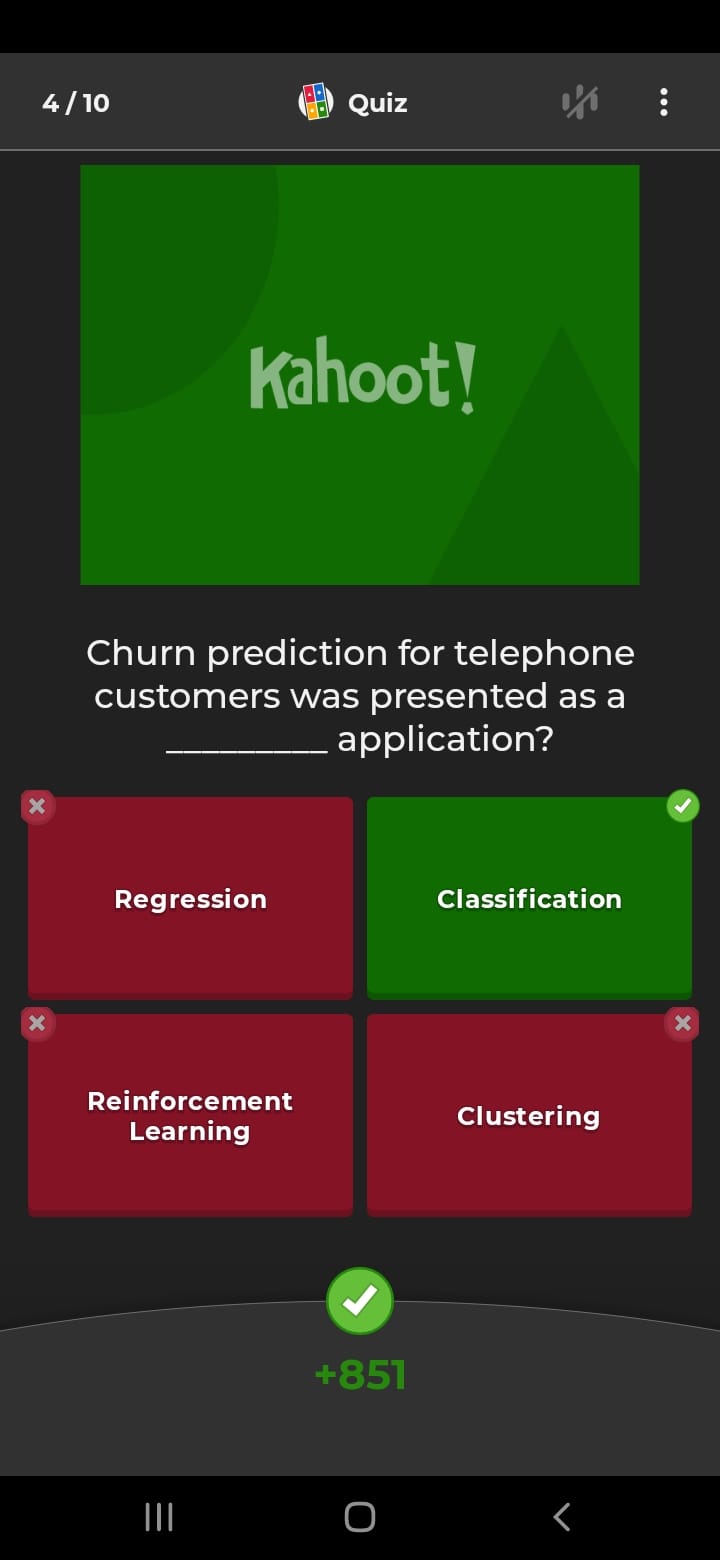 4 / 10
Quiz
Kahoot!
Churn prediction for telephone
customers was presented as a
_________ application?
Regression
Classification
Reinforcement
Learning
Clustering
+851